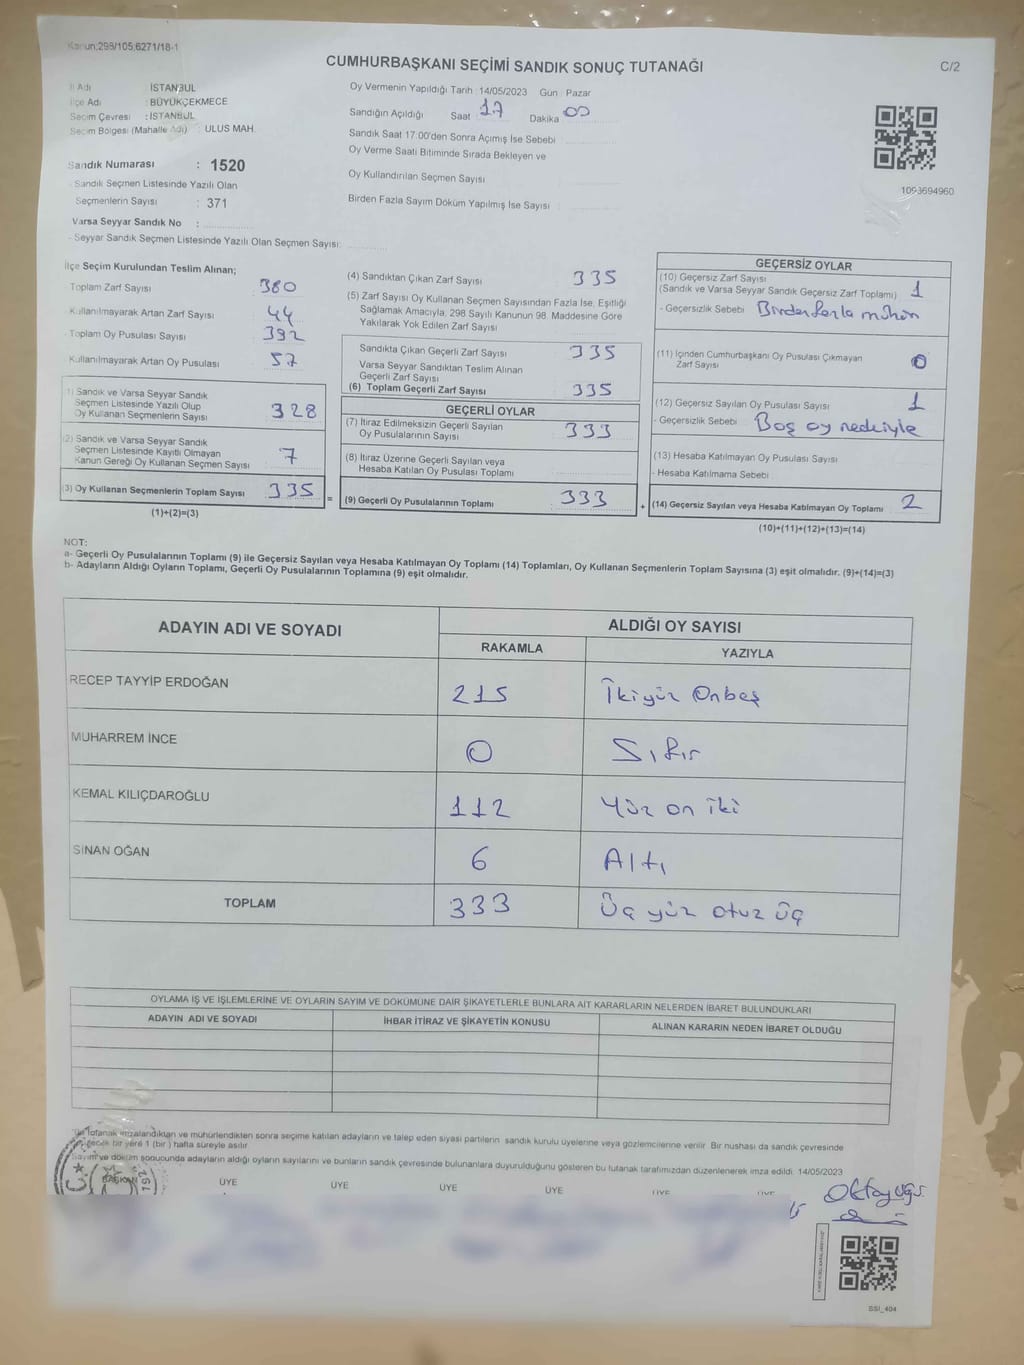 Kanun:298/105;6271/18-1
CUMHURBAŞKANI SEÇİMİ SANDIK SONUÇ TUTANAĞI
C/2
İl Adı : İSTANBUL
İlçe Adı : BÜYÜKÇEKMECE
Seçim Çevresi : İSTANBUL
Seçim Bölgesi (Mahalle Adı) : ULUS MAH.
Oy Vermenin Yapıldığı Tarih : 14/05/2023 Gün : Pazar
Sandığın Açıldığı Saat 17 Dakika 00
Sandık Saat 17:00'den Sonra Açılmış İse Sebebi
Oy Verme Saati Bitiminde Sırada Bekleyen ve
Oy Kullandırılan Seçmen Sayısı
Birden Fazla Sayım Döküm Yapılmış İse Sayısı
1093694960
Sandık Numarası : 1520
- Sandık Seçmen Listesinde Yazılı Olan
Seçmenlerin Sayısı : 371
Varsa Seyyar Sandık No :
- Seyyar Sandık Seçmen Listesinde Yazılı Olan Seçmen Sayısı:
İlçe Seçim Kurulundan Teslim Alınan;
Toplam Zarf Sayısı 380
- Kullanılmayarak Artan Zarf Sayısı 44
- Toplam Oy Pusulası Sayısı 392
- Kullanılmayarak Artan Oy Pusulası 57
(1) Sandık ve Varsa Seyyar Sandık
Seçmen Listesinde Yazılı Olup
Oy Kullanan Seçmenlerin Sayısı 328
(2) Sandık ve Varsa Seyyar Sandık
Seçmen Listesinde Kayıtlı Olmayan
Kanun Gereği Oy Kullanan Seçmen Sayısı 7
(3) Oy Kullanan Seçmenlerin Toplam Sayısı 335 =
(1)+(2)=(3)
(4) Sandıktan Çıkan Zarf Sayısı 335
(5) Zarf Sayısı Oy Kullanan Seçmen Sayısından Fazla İse, Eşitliği
Sağlamak Amacıyla, 298 Sayılı Kanunun 98. Maddesine Göre
Yakılarak Yok Edilen Zarf Sayısı
Sandıkta Çıkan Geçerli Zarf Sayısı 335
Varsa Seyyar Sandıktan Teslim Alınan
Geçerli Zarf Sayısı
(6) Toplam Geçerli Zarf Sayısı 335
GEÇERLİ OYLAR
(7) İtiraz Edilmeksizin Geçerli Sayılan
Oy Pusulalarının Sayısı 333
(8) İtiraz Üzerine Geçerli Sayılan veya
Hesaba Katılan Oy Pusulası Toplamı
(9) Geçerli Oy Pusulalarının Toplamı 333 +
GEÇERSİZ OYLAR
(10) Geçersiz Zarf Sayısı
(Sandık ve Varsa Seyyar Sandık Geçersiz Zarf Toplamı) 1
- Geçersizlik Sebebi : Birden fazla mühür
(11) İçinden Cumhurbaşkanı Oy Pusulası Çıkmayan
Zarf Sayısı 0
(12) Geçersiz Sayılan Oy Pusulası Sayısı 1
- Geçersizlik Sebebi Boş oy nedeniyle
(13) Hesaba Katılmayan Oy Pusulası Sayısı
- Hesaba Katılmama Sebebi
(14) Geçersiz Sayılan veya Hesaba Katılmayan Oy Toplamı 2
(10)+(11)+(12)+(13)=(14)
NOT:
a- Geçerli Oy Pusulalarının Toplamı (9) ile Geçersiz Sayılan veya Hesaba Katılmayan Oy Toplamı (14) Toplamları, Oy Kullanan Seçmenlerin Toplam Sayısına (3) eşit olmalıdır. (9)+(14)=(3)
b- Adayların Aldığı Oyların Toplamı, Geçerli Oy Pusulalarının Toplamına (9) eşit olmalıdır.
ADAYIN ADI VE SOYADI ALDIĞI OY SAYISI
RAKAMLA YAZIYLA
RECEP TAYYİP ERDOĞAN 215 İkiyüz Onbeş
MUHARREM İNCE 0 Sıfır
KEMAL KILIÇDAROĞLU 112 Yüz on iki
SİNAN OĞAN 6 Altı
TOPLAM 333 Üç yüz otuz üç
OYLAMA İŞ VE İŞLEMLERİNE VE OYLARIN SAYIM VE DÖKÜMÜNE DAİR ŞİKAYETLERLE BUNLARA AİT KARARLARIN NELERDEN İBARET BULUNDUKLARI
ADAYIN ADI VE SOYADI İHBAR İTİRAZ VE ŞİKAYETİN KONUSU ALINAN KARARIN NEDEN İBARET OLDUĞU
tutanak imzalandıktan ve mühürlendikten sonra seçime katılan adayların ve talep eden siyasi partilerin sandık kurulu üyelerine veya gözlemcilerine verilir. Bir nüshası da sandık çevresinde
bir yere 1 (bir) hafta süreyle asılır.
Sayım ve döküm sonucunda adayların aldığı oyların sayılarını ve bunların sandık çevresinde bulunanlara duyurulduğunu gösteren bu tutanak tarafımızdan düzenlenerek imza edildi. 14/05/2023
BAŞKAN ÜYE ÜYE ÜYE ÜYE ÜYE ÜYE
SSI_404